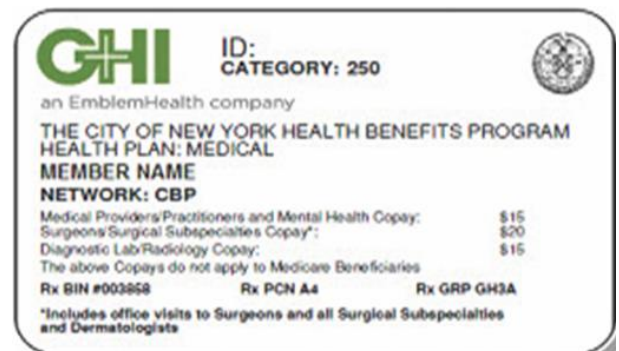 GHI
ID:
CATEGORY: 250
an EmblemHealth company
THE CITY OF NEW YORK HEALTH BENEFITS PROGRAM
HEALTH PLAN: MEDICAL
MEMBER NAME
NETWORK: CBP
Medical Providers/Practitioners and Mental Health Copay: $15
Surgeons/Surgical Subspecialties Copay*: $20
Diagnostic Lab/Radiology Copay: $15
The above Copays do not apply to Medicare Beneficiaries
Rx BIN #003858 Rx PCN A4 Rx GRP GH3A
*Includes office visits to Surgeons and all Surgical Subspecialties
and Dermatologists